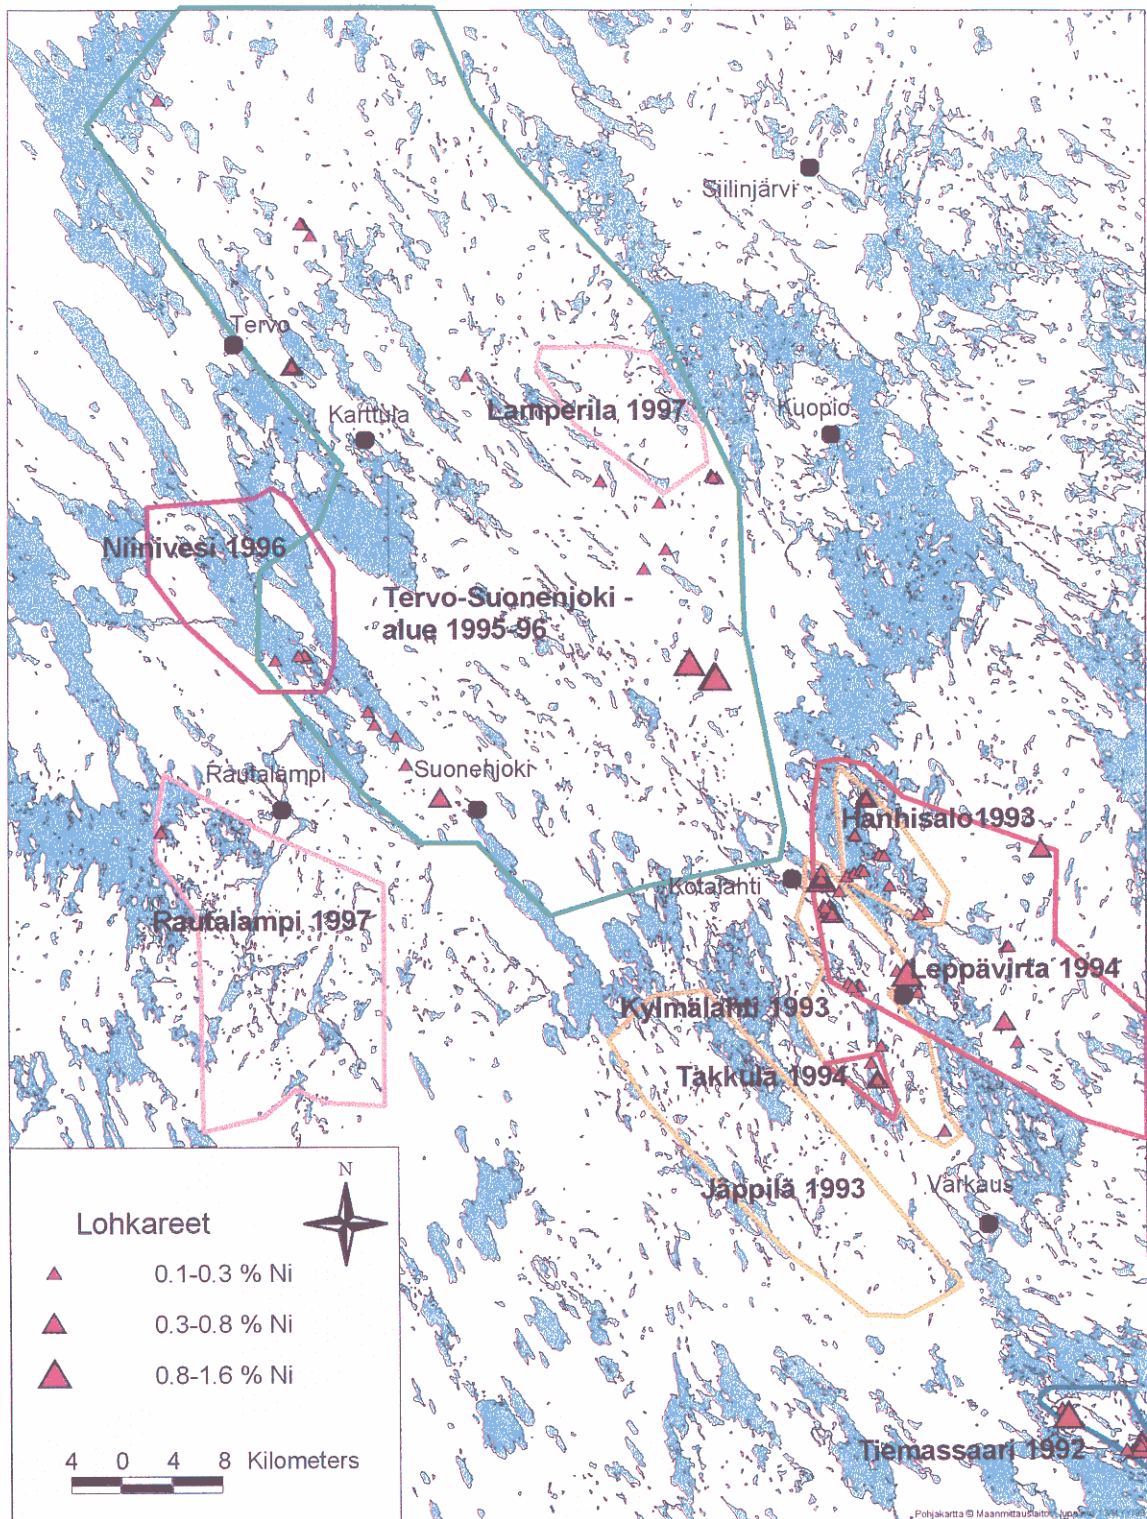 Siilinjärvi
Tervo
Lamperila 1997
Kuopio
Karttula
Niinivesi 1996
Tervo-Suonenjoki -
alue 1995-96
Rautalampi
Suonenjoki
Hanhisalo1993
Kotalahti
Rautalampi 1997
Leppävirta 1994
Kylmälahti 1993
Takkula 1994
Jäppilä 1993
Varkaus
N
Lohkareet
0.1-0.3 % Ni
0.3-0.8 % Ni
0.8-1.6 % Ni
4 0 4 8 Kilometers
Tiemassaari 1992
Pohjakartta © Maanmittauslaitos